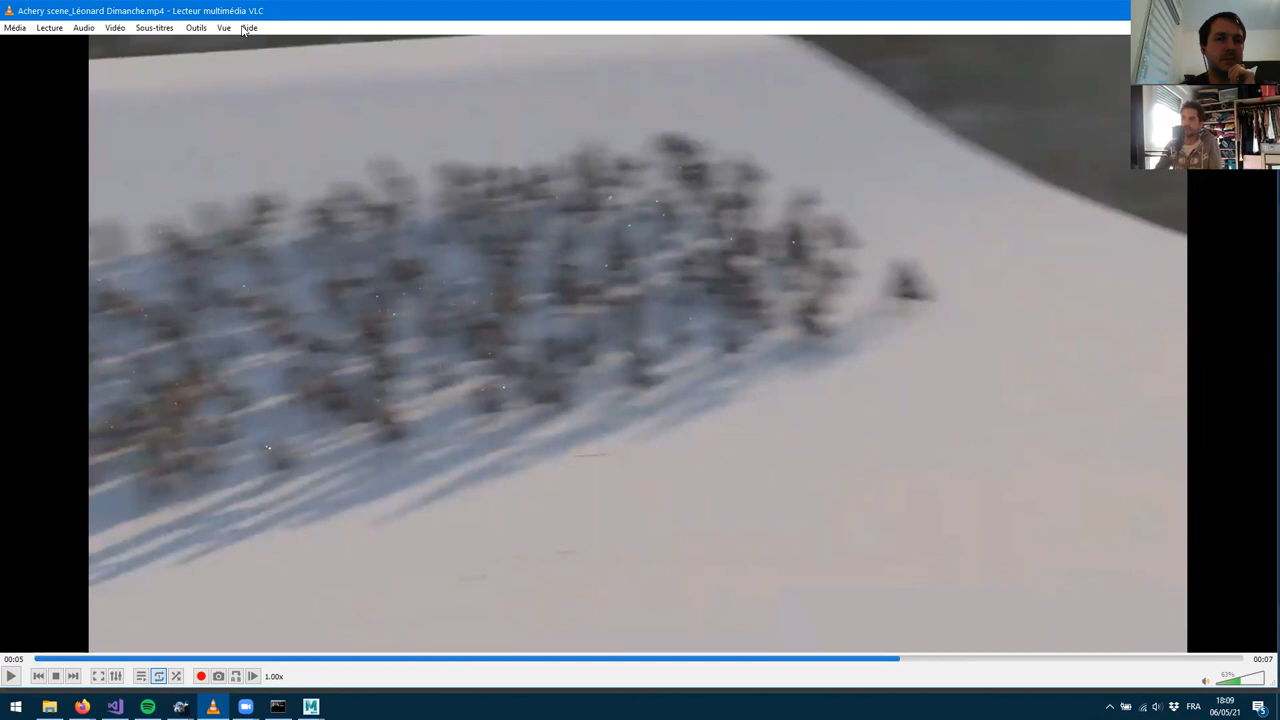 Achery scene_Léonard Dimanche.mp4 - Lecteur multimédia VLC
Média Lecture Audio Vidéo Sous-titres Outils Vue Aide
00:05 00:07
1.00x 63%
FRA 18:09
06/05/21